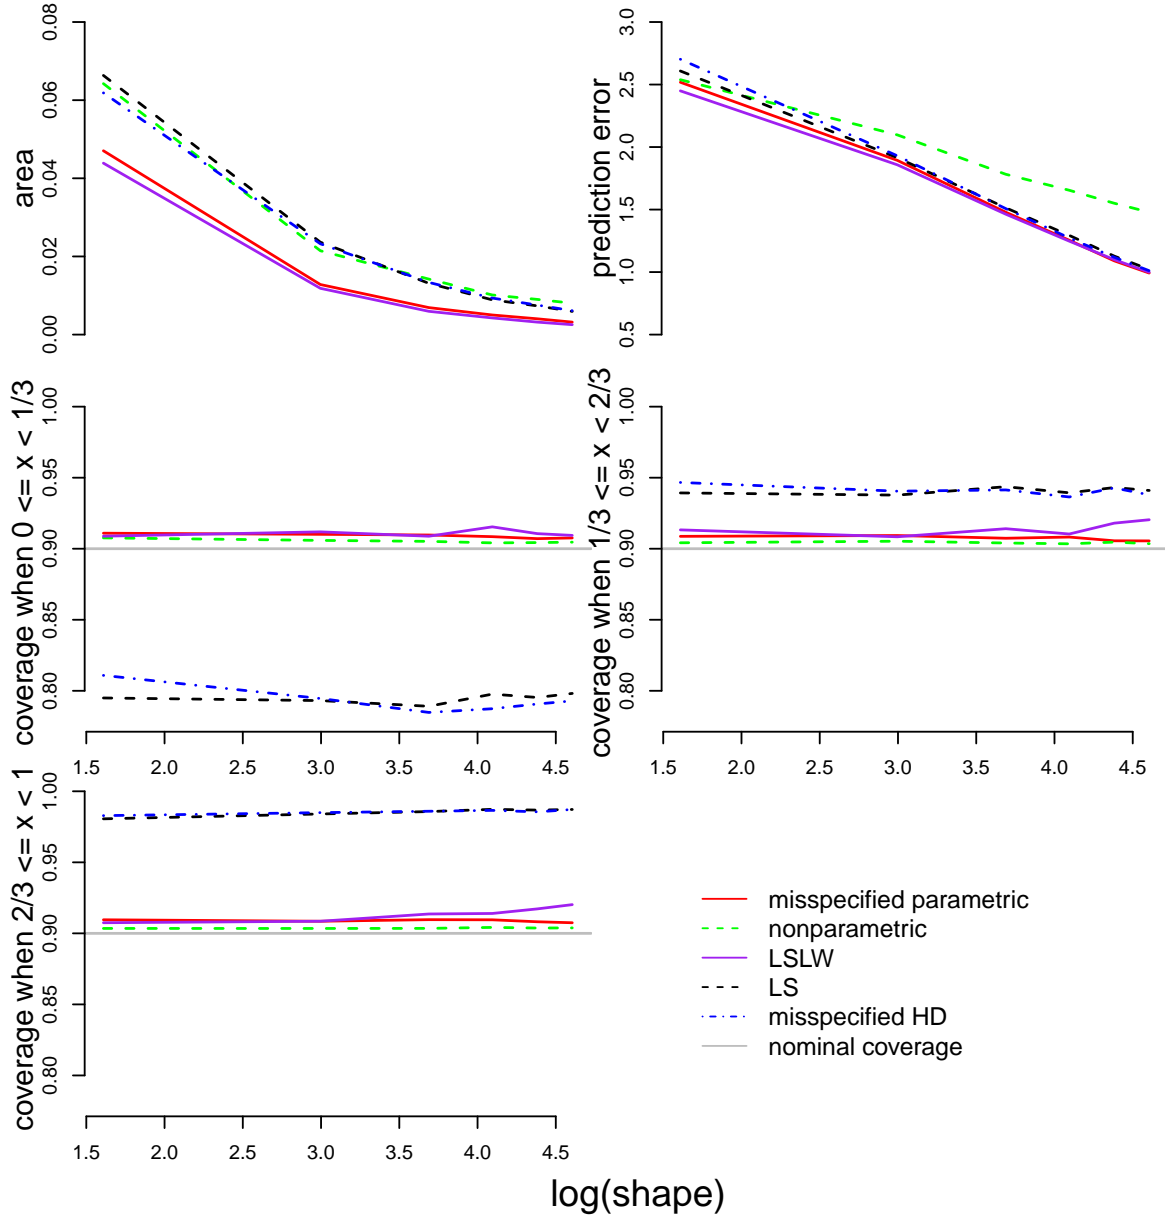 area
0.00 0.02 0.04 0.06 0.08
prediction error
0.5 1.0 1.5 2.0 2.5 3.0
coverage when 0 <= x < 1/3
0.80 0.85 0.90 0.95 1.00
1.5 2.0 2.5 3.0 3.5 4.0 4.5
coverage when 1/3 <= x < 2/3
0.80 0.85 0.90 0.95 1.00
1.5 2.0 2.5 3.0 3.5 4.0 4.5
coverage when 2/3 <= x < 1
0.80 0.85 0.90 0.95 1.00
1.5 2.0 2.5 3.0 3.5 4.0 4.5
misspecified parametric
nonparametric
LSLW
LS
misspecified HD
nominal coverage
log(shape)